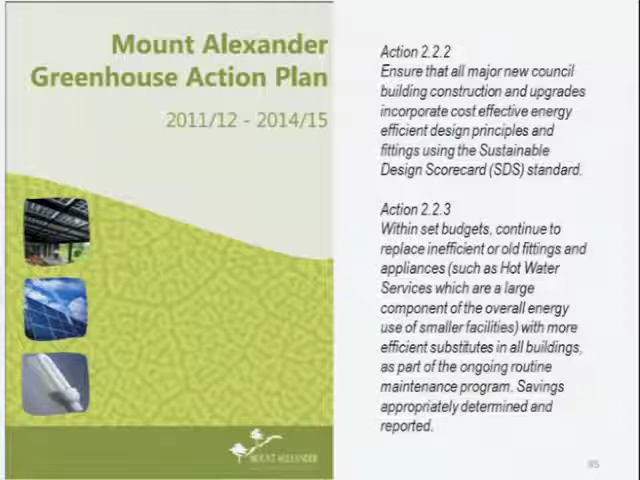 Mount Alexander
Greenhouse Action Plan
2011/12 - 2014/15
MOUNT ALEXANDER
Action 2.2.2
Ensure that all major new council
building construction and upgrades
incorporate cost effective energy
efficient design principles and
fittings using the Sustainable
Design Scorecard (SDS) standard.
Action 2.2.3
Within set budgets, continue to
replace inefficient or old fittings and
appliances (such as Hot Water
Services which are a large
component of the overall energy
use of smaller facilities) with more
efficient substitutes in all buildings,
as part of the ongoing routine
maintenance program. Savings
appropriately determined and
reported.